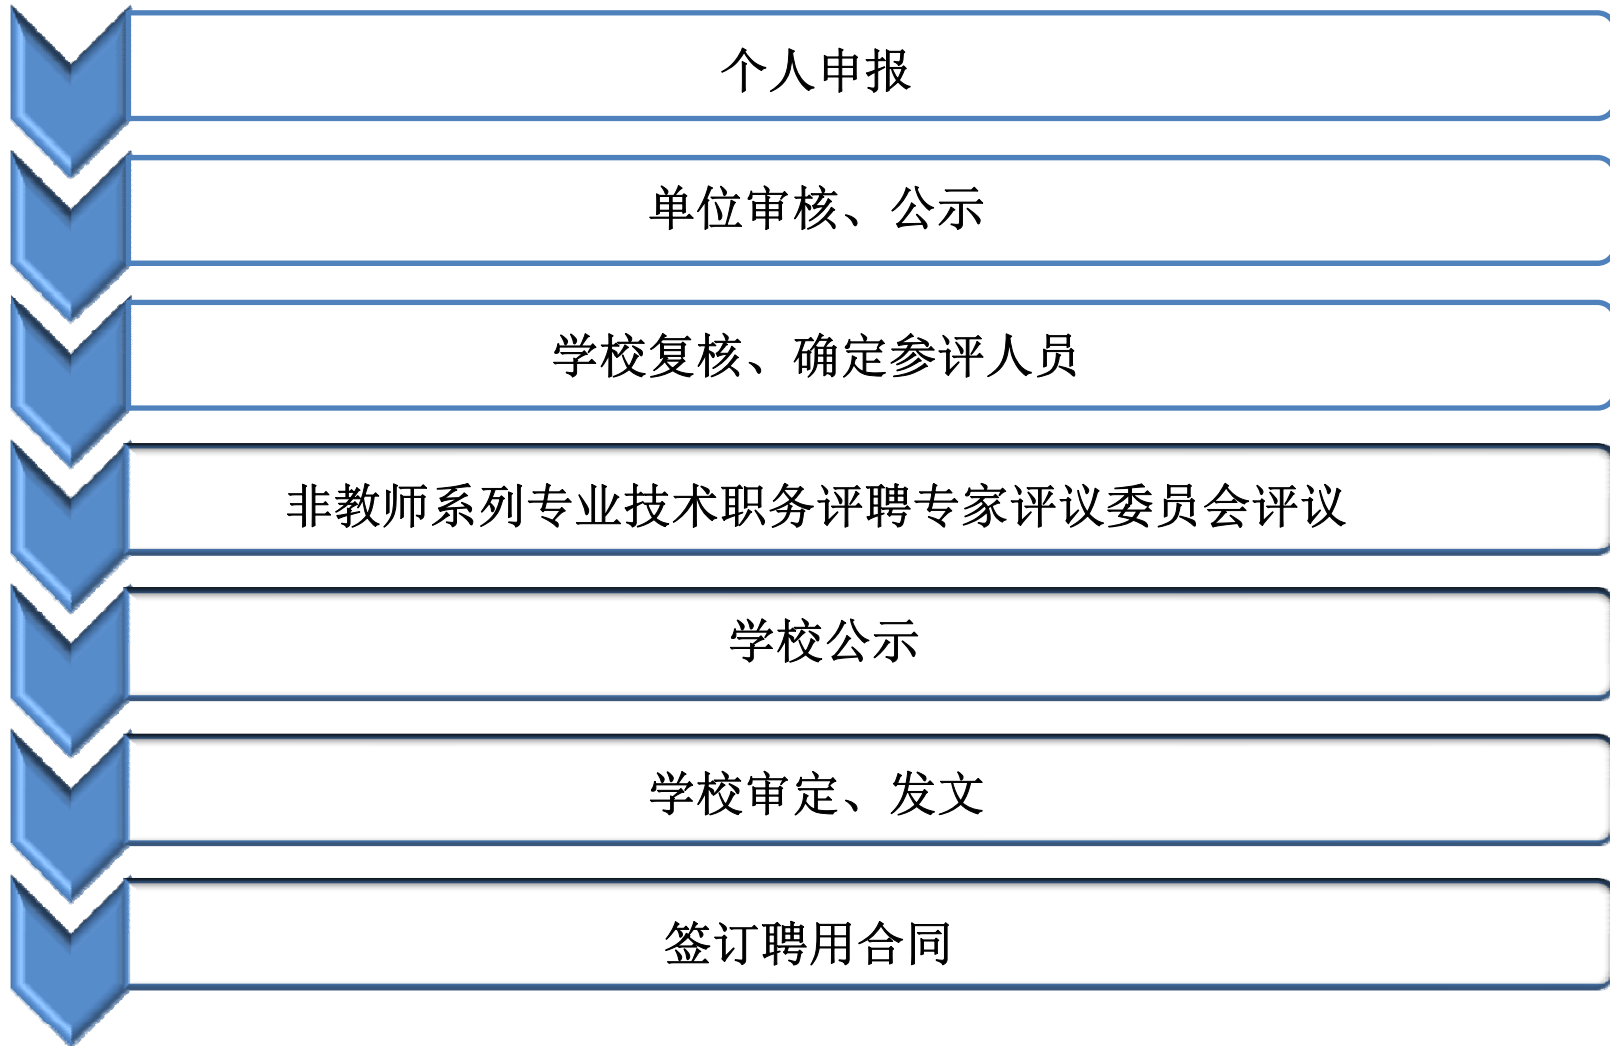 个人申报
单位审核、公示
学校复核、确定参评人员
非教师系列专业技术职务评聘专家评议委员会评议
学校公示
学校审定、发文
签订聘用合同